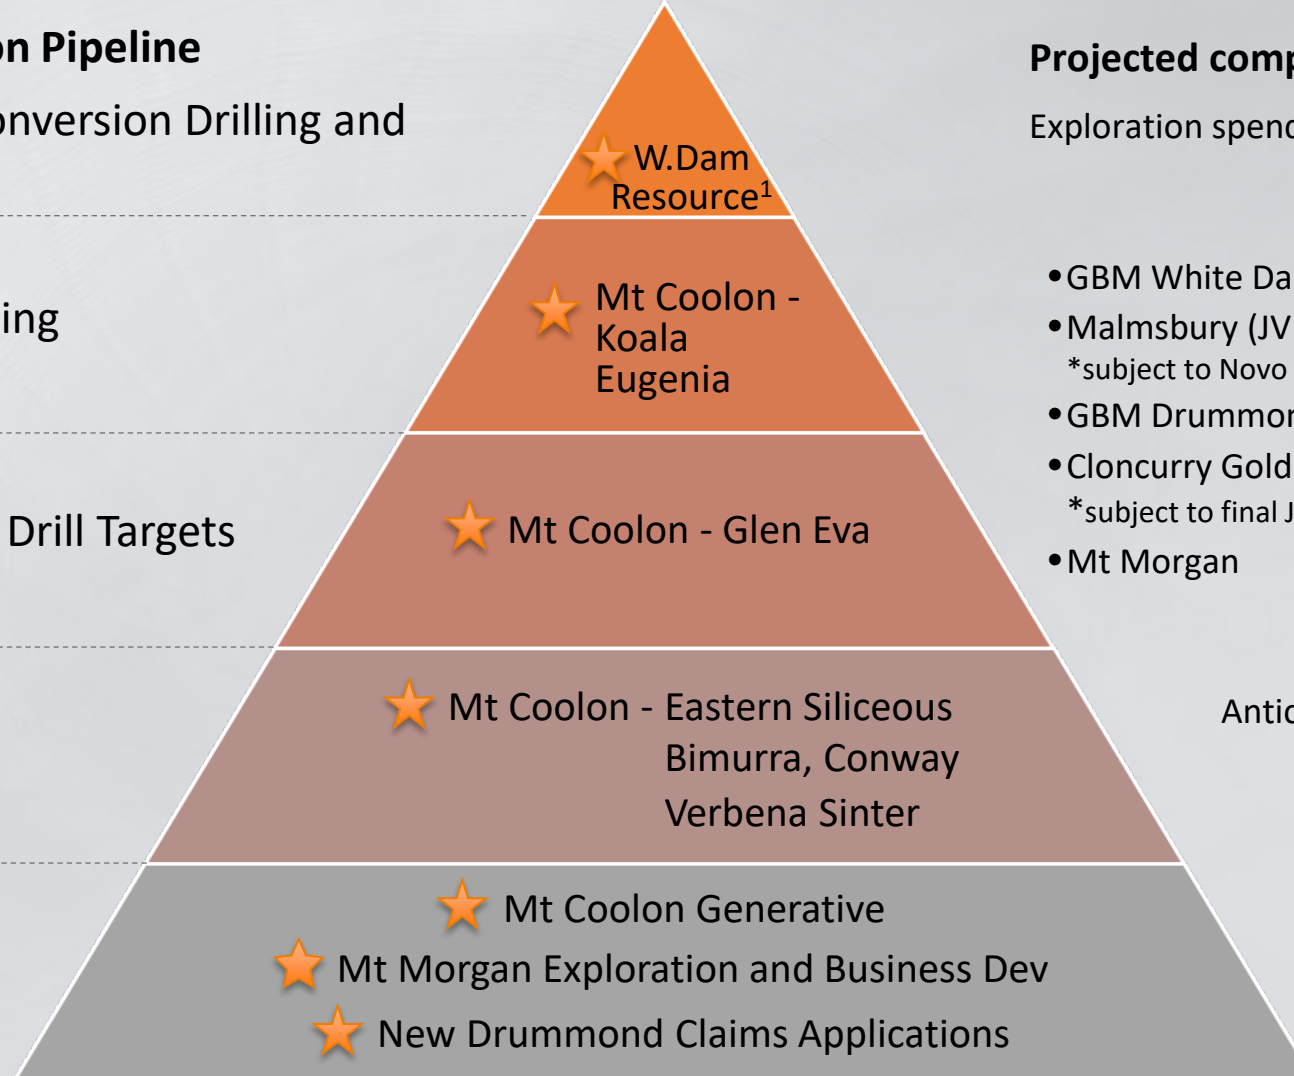 on Pipeline
onversion Drilling and
ing
Drill Targets
W.Dam
Resource¹
Mt Coolon -
Koala
Eugenia
Mt Coolon - Glen Eva
Mt Coolon - Eastern Siliceous
Bimurra, Conway
Verbena Sinter
Mt Coolon Generative
Mt Morgan Exploration and Business Dev
New Drummond Claims Applications
Projected comp
Exploration spend
•GBM White Da
•Malmsbury (JV
*subject to Novo
•GBM Drummon
•Cloncurry Gold
*subject to final J
•Mt Morgan
Antic